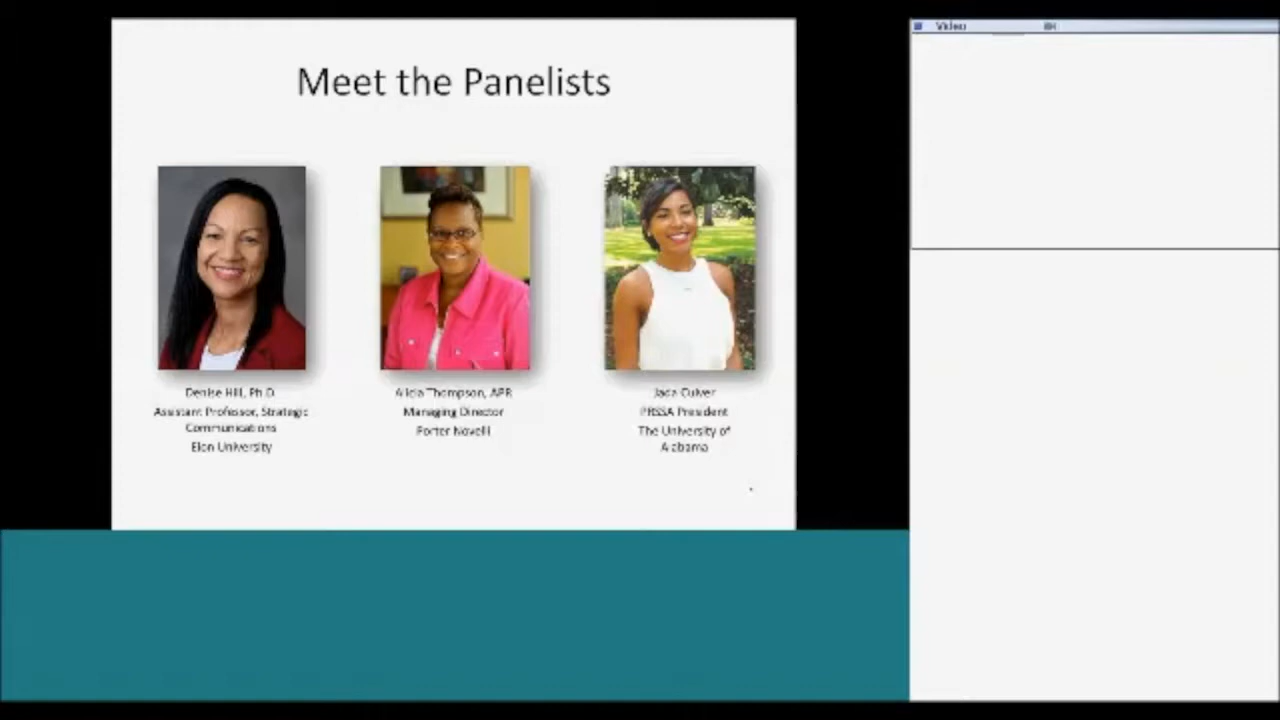 Video
Meet the Panelists
Denise Hill, Ph.D.
Assistant Professor, Strategic
Communications
Elon University
Alicia Thompson, APR
Managing Director
Porter Novelli
Jada Culver
PRSSA President
The University of
Alabama